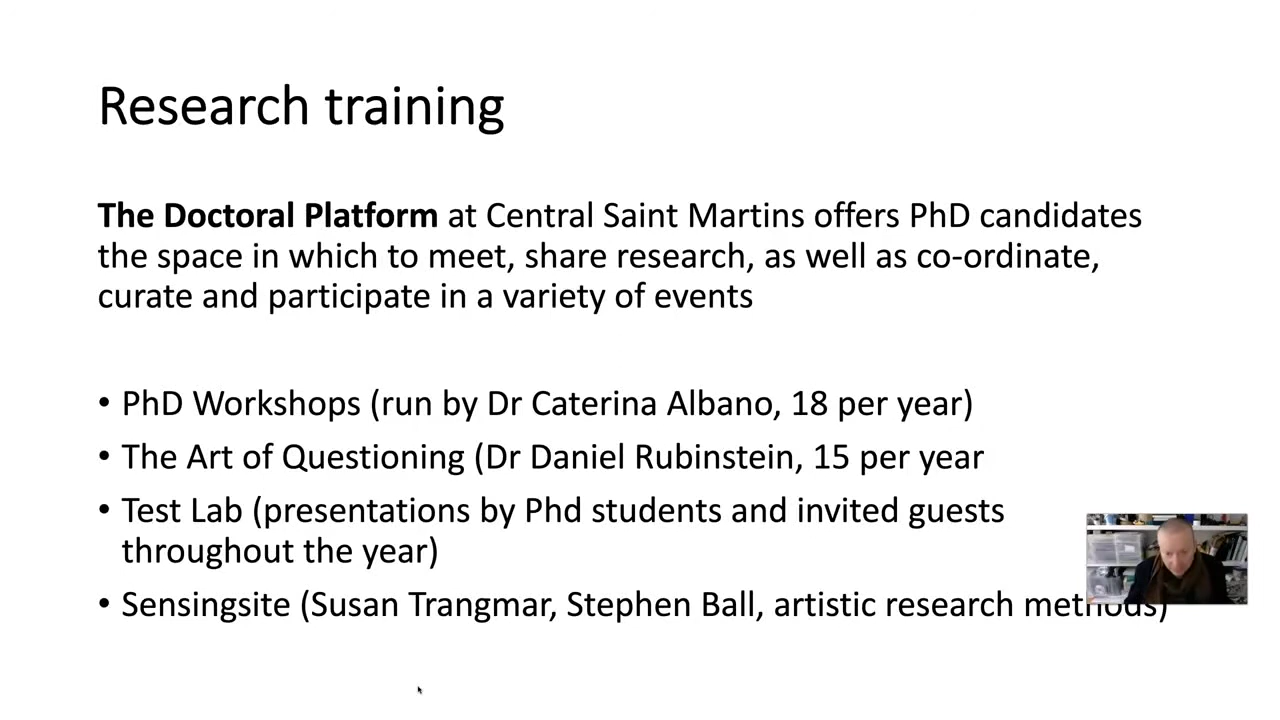 Research training
The Doctoral Platform at Central Saint Martins offers PhD candidates
the space in which to meet, share research, as well as co-ordinate,
curate and participate in a variety of events
• PhD Workshops (run by Dr Caterina Albano, 18 per year)
• The Art of Questioning (Dr Daniel Rubinstein, 15 per year
• Test Lab (presentations by Phd students and invited guests
throughout the year)
• Sensingsite (Susan Trangmar, Stephen Ball, artistic research methods)